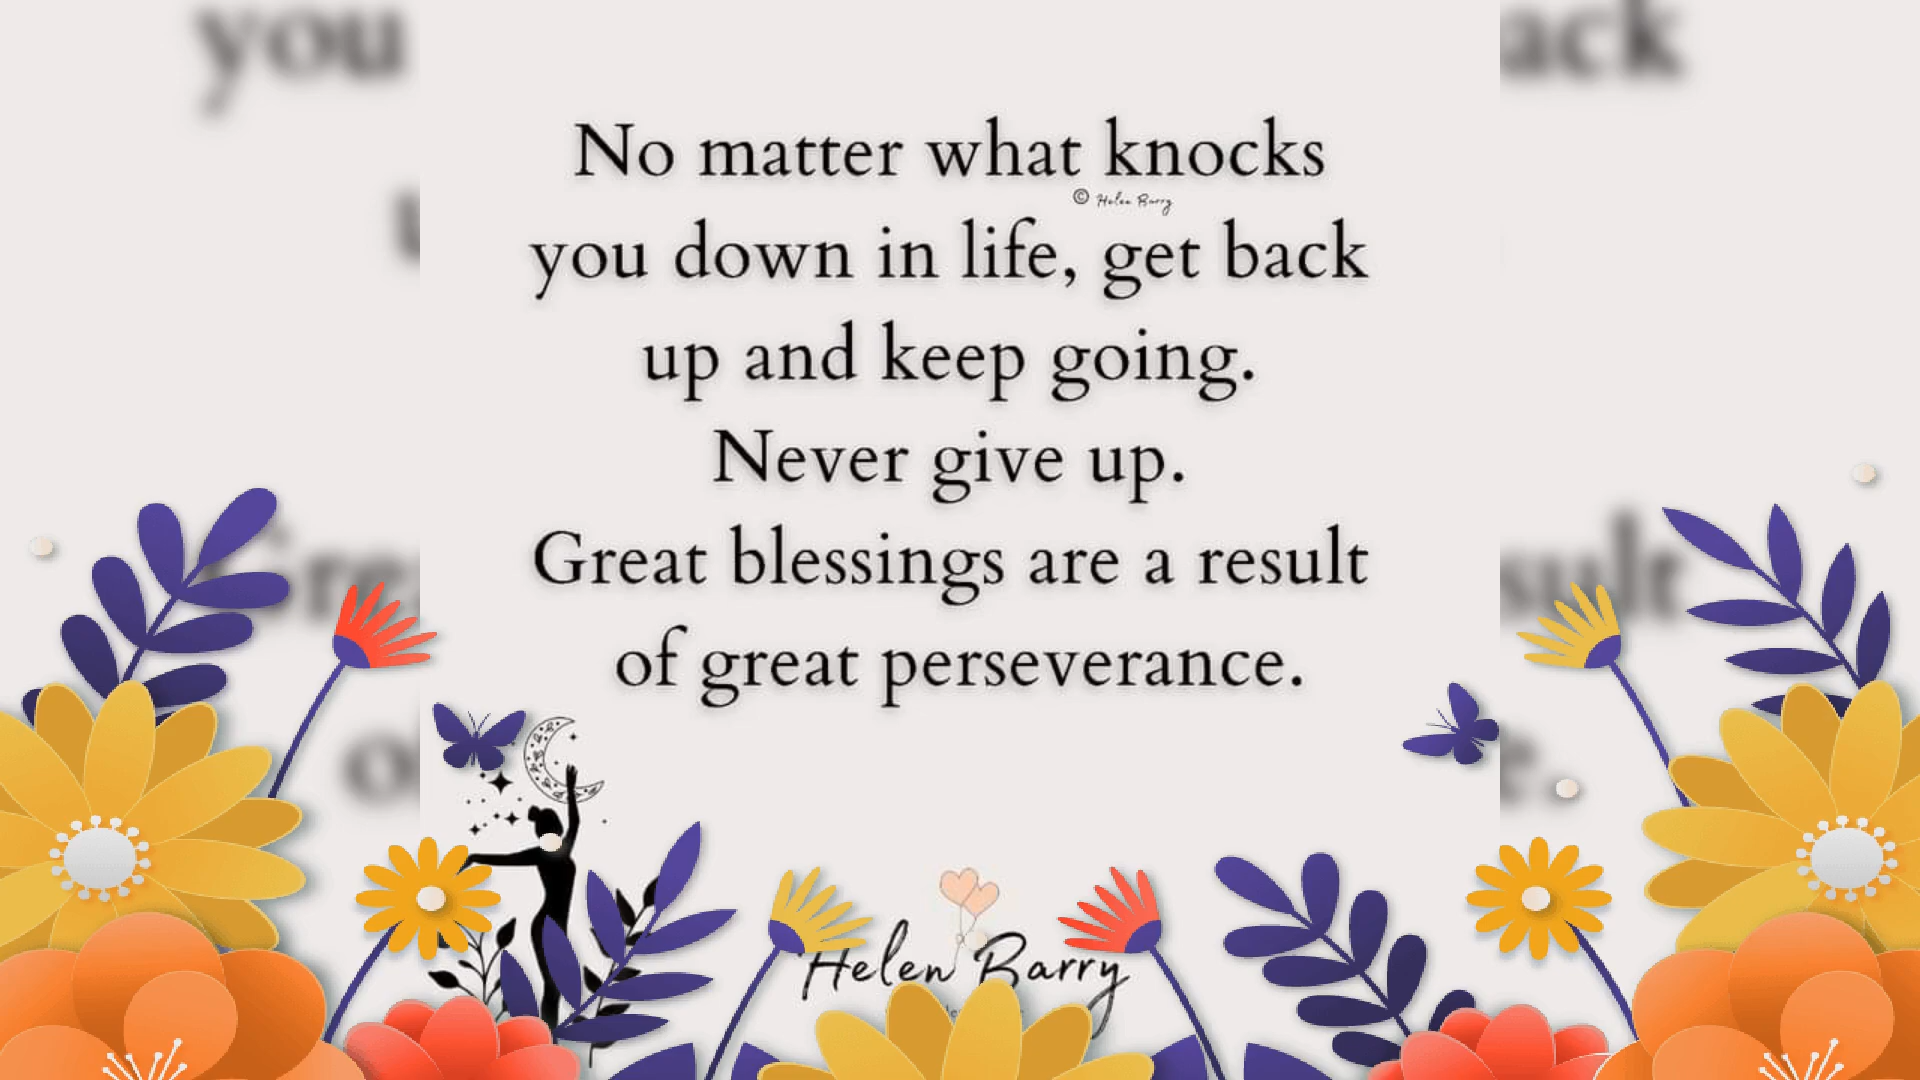 No matter what knocks
© Helen Barry
you down in life, get back
up and keep going.
Never give up.
Great blessings are a result
of great perseverance.
Helen Barry